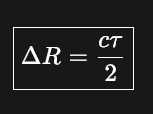 ΔR = cτ/2